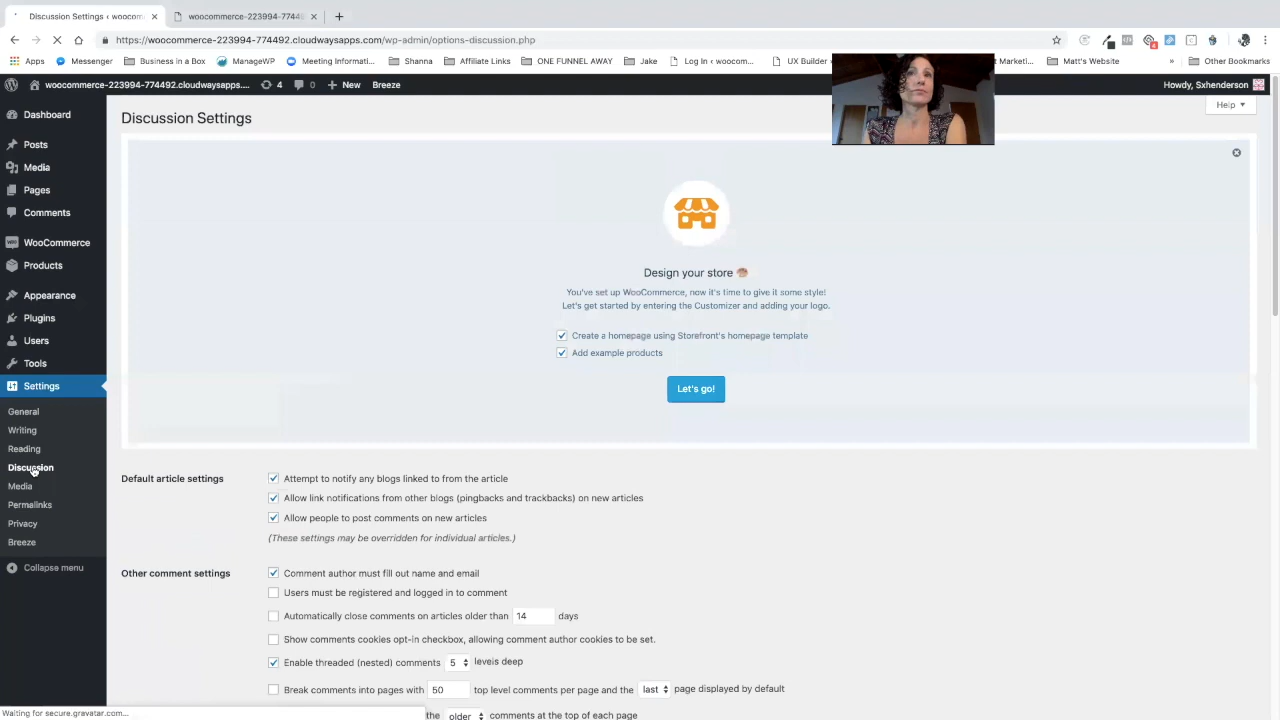 Discussion Settings ‹ woocom
woocommerce-223994-77449
https://woocommerce-223994-774492.cloudwaysapps.com/wp-admin/options-discussion.php
Apps Messenger Business in a Box ManageWP Meeting Informati... Shanna Affiliate Links ONE FUNNEL AWAY Jake Log In ‹ woocom... UX Builder Marketi... Matt's Website » Other Bookmarks
woocommerce-223994-774492.cloudwaysapps.... 4 0 New Breeze Howdy, Sxhenderson
Help
Discussion Settings
Dashboard
Posts
Media
Pages
Comments
WooCommerce
Products
Appearance
Plugins
Users
Tools
Settings
General
Writing
Reading
Discussion
Media
Permalinks
Privacy
Breeze
Collapse menu
Design your store
You've set up WooCommerce, now it's time to give it some style!
Let's get started by entering the Customizer and adding your logo.
Create a homepage using Storefront's homepage template
Add example products
Let's go!
Default article settings
Attempt to notify any blogs linked to from the article
Allow link notifications from other blogs (pingbacks and trackbacks) on new articles
Allow people to post comments on new articles
(These settings may be overridden for individual articles.)
Other comment settings
Comment author must fill out name and email
Users must be registered and logged in to comment
Automatically close comments on articles older than 14 days
Show comments cookies opt-in checkbox, allowing comment author cookies to be set.
Enable threaded (nested) comments 5 levels deep
Break comments into pages with 50 top level comments per page and the last page displayed by default
the older comments at the top of each page
Waiting for secure.gravatar.com...